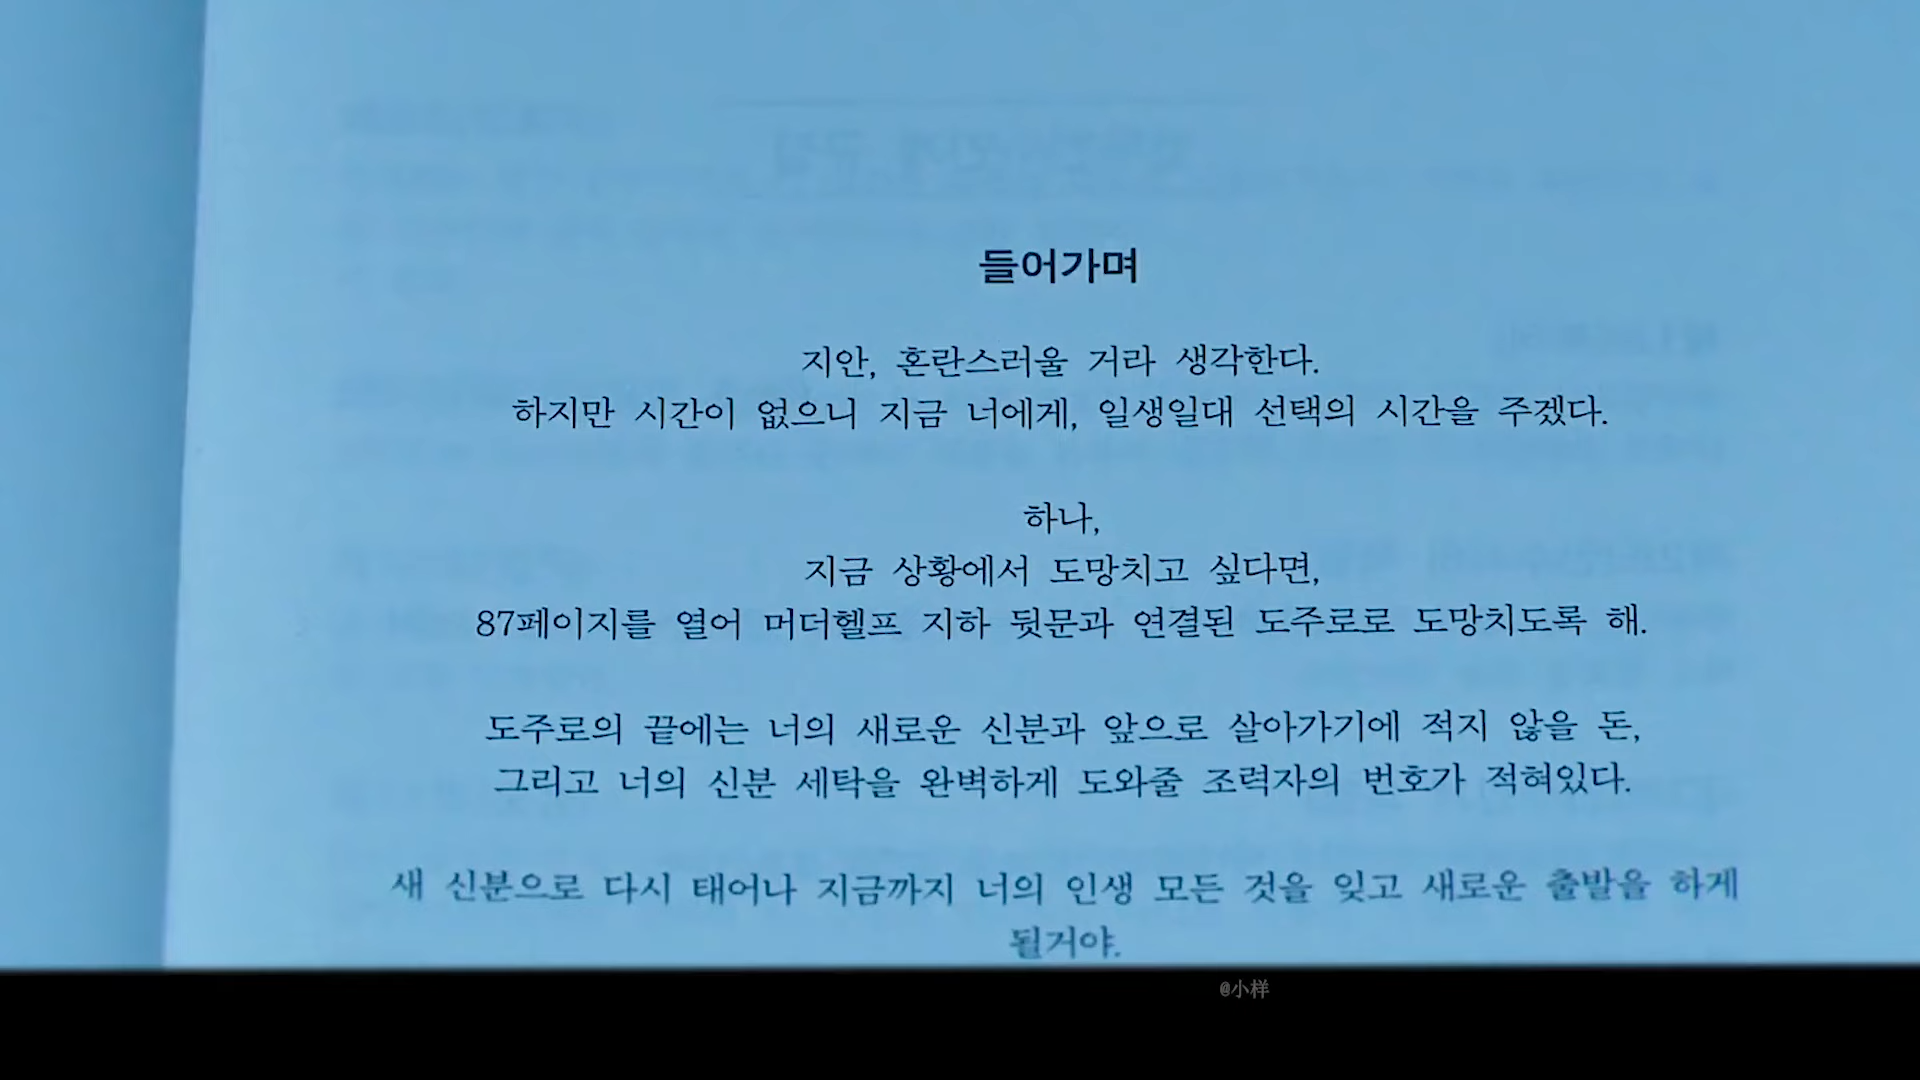 들어가며
지안, 혼란스러울 거라 생각한다.
하지만 시간이 없으니 지금 너에게, 일생일대 선택의 시간을 주겠다.
하나,
지금 상황에서 도망치고 싶다면,
87페이지를 열어 머더헬프 지하 뒷문과 연결된 도주로로 도망치도록 해.
도주로의 끝에는 너의 새로운 신분과 앞으로 살아가기에 적지 않을 돈,
그리고 너의 신분 세탁을 완벽하게 도와줄 조력자의 번호가 적혀있다.
새 신분으로 다시 태어나 지금까지 너의 인생 모든 것을 잊고 새로운 출발을 하게
될거야.
@小样